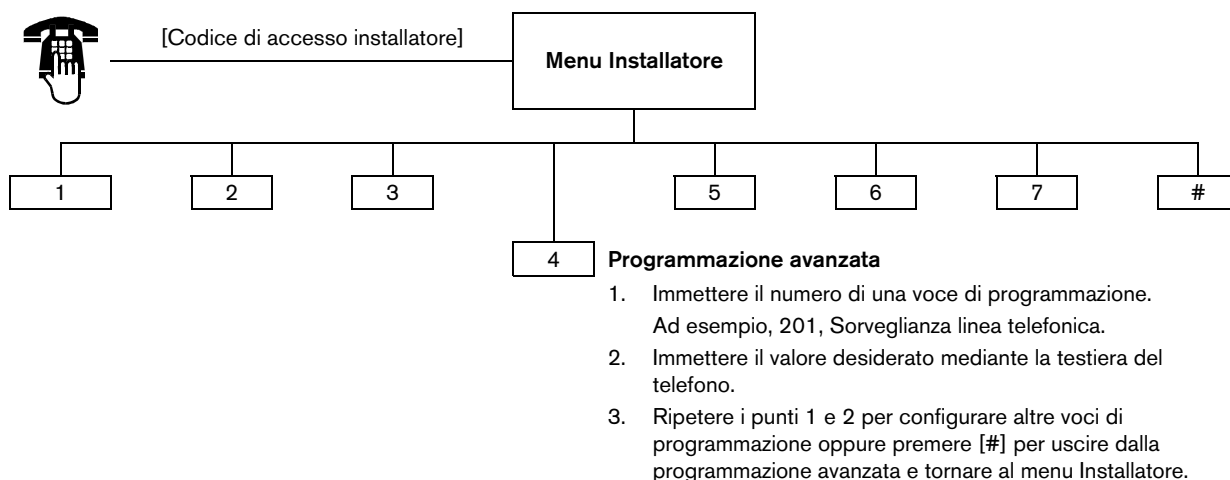 [Codice di accesso installatore]
Menu Installatore
1
2
3
5
6
7
#
4
Programmazione avanzata
1. Immettere il numero di una voce di programmazione.
Ad esempio, 201, Sorveglianza linea telefonica.
2. Immettere il valore desiderato mediante la testiera del
telefono.
3. Ripetere i punti 1 e 2 per configurare altre voci di
programmazione oppure premere [#] per uscire dalla
programmazione avanzata e tornare al menu Installatore.